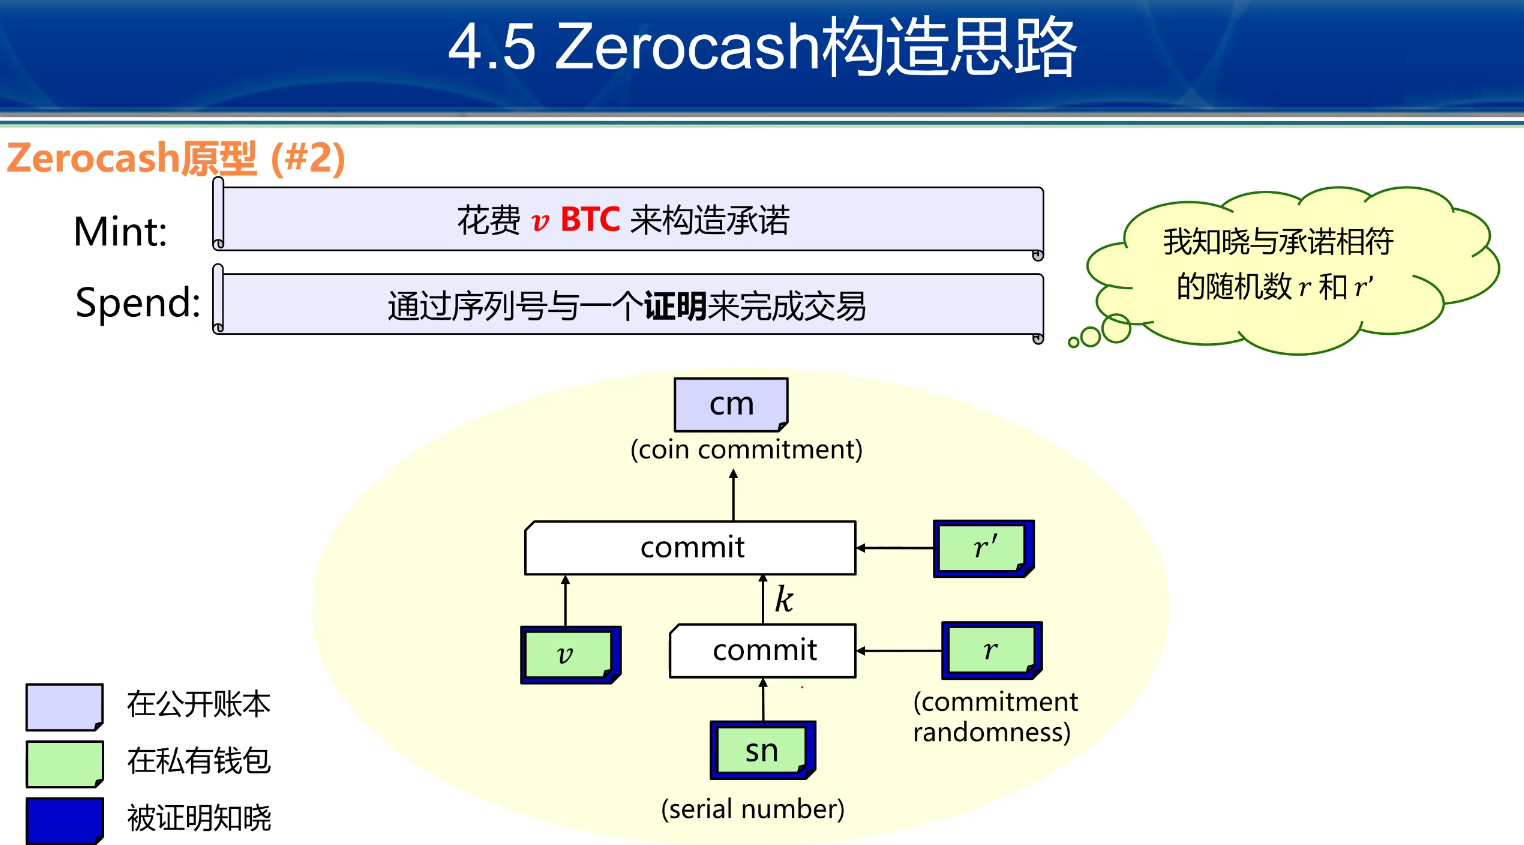 4.5 Zerocash构造思路
Zerocash原型 (#2)
Mint:
花费 v BTC 来构造承诺
Spend:
通过序列号与一个证明来完成交易
我知晓与承诺相符
的随机数 r 和 r’
cm
(coin commitment)
commit
r′
k
v
commit
r
(commitment
randomness)
sn
(serial number)
在公开账本
在私有钱包
被证明知晓